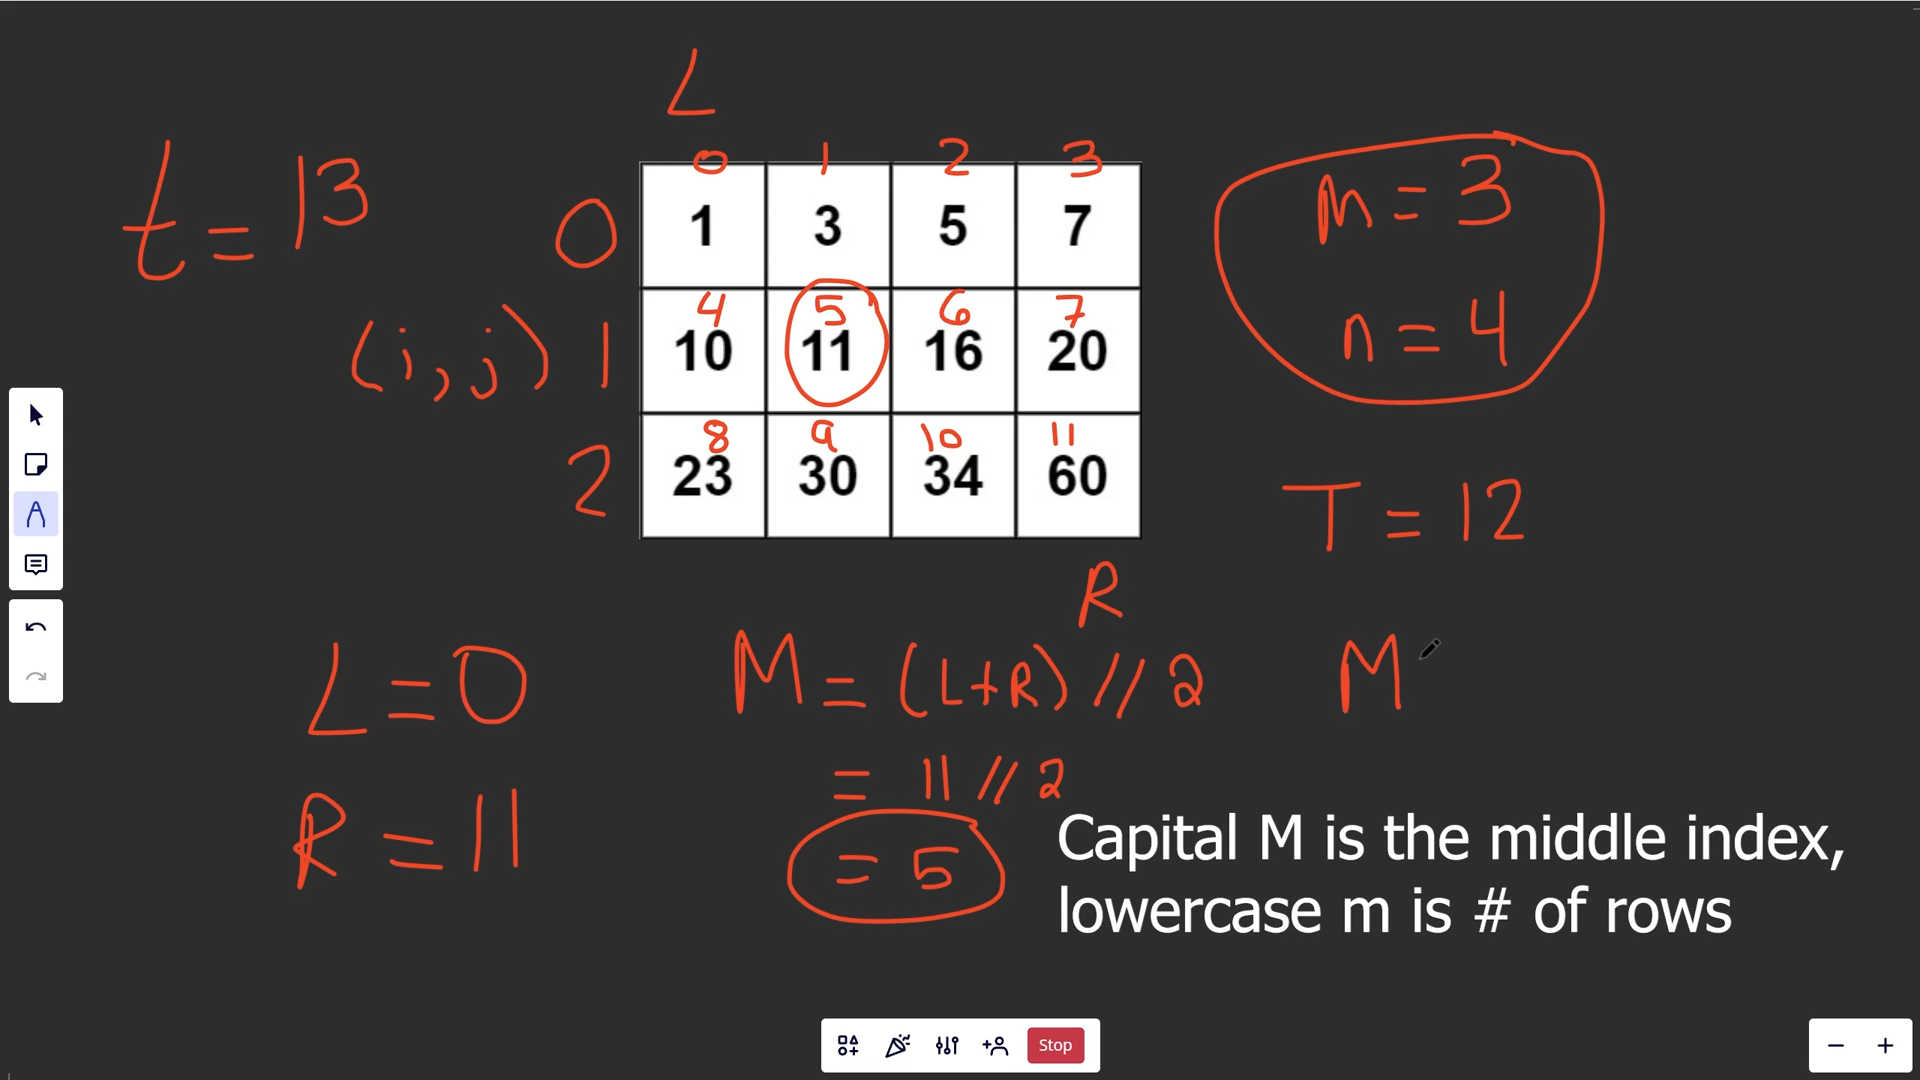 L
t = 13
0 1 2 3
0 1 3 5 7
m = 3
4 5 6 7
(i, j) 1 10 11 16 20
n = 4
8 9 10 11
2 23 30 34 60
T = 12
R
L = 0
M = (L+R) // 2
M
= 11 // 2
R = 11
= 5
Capital M is the middle index,
lowercase m is # of rows
Stop